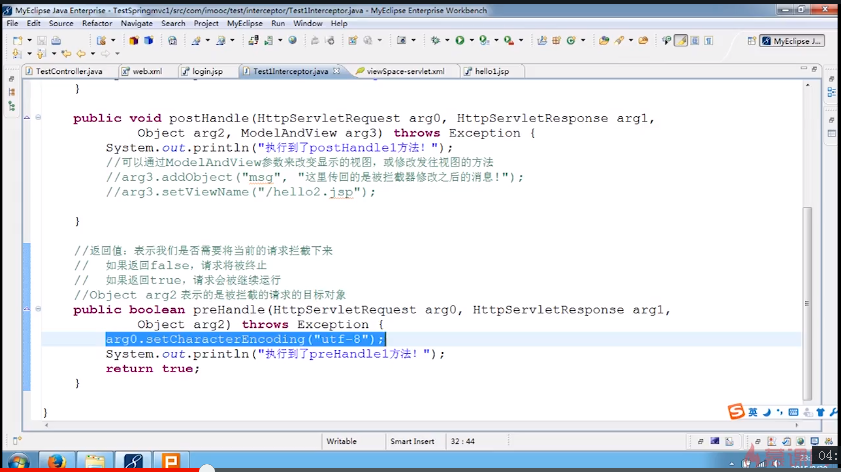 MyEclipse Java Enterprise - TestSpringmvc1/src/com/imooc/test/interceptor/Test1Interceptor.java - MyEclipse Enterprise Workbench
File Edit Source Refactor Navigate Search Project MyEclipse Run Window Help
MyEclipse J...
TestController.java web.xml login.jsp Test1Interceptor.java viewSpace-servlet.xml hello1.jsp
}
public void postHandle(HttpServletRequest arg0, HttpServletResponse arg1,
Object arg2, ModelAndView arg3) throws Exception {
System.out.println("执行到了postHandle1方法！");
//可以通过ModelAndView参数来改变显示的视图，或修改发往视图的方法
//arg3.addObject("msg", "这里传回的是被拦截器修改之后的消息！");
//arg3.setViewName("/hello2.jsp");
}
//返回值：表示我们是否需要将当前的请求拦截下来
// 如果返回false，请求将被终止
// 如果返回true，请求会被继续运行
//Object arg2 表示的是被拦截的请求的目标对象
public boolean preHandle(HttpServletRequest arg0, HttpServletResponse arg1,
Object arg2) throws Exception {
arg0.setCharacterEncoding("utf-8");
System.out.println("执行到了preHandle1方法！");
return true;
}
}
英
Writable Smart Insert 32 : 44
04: